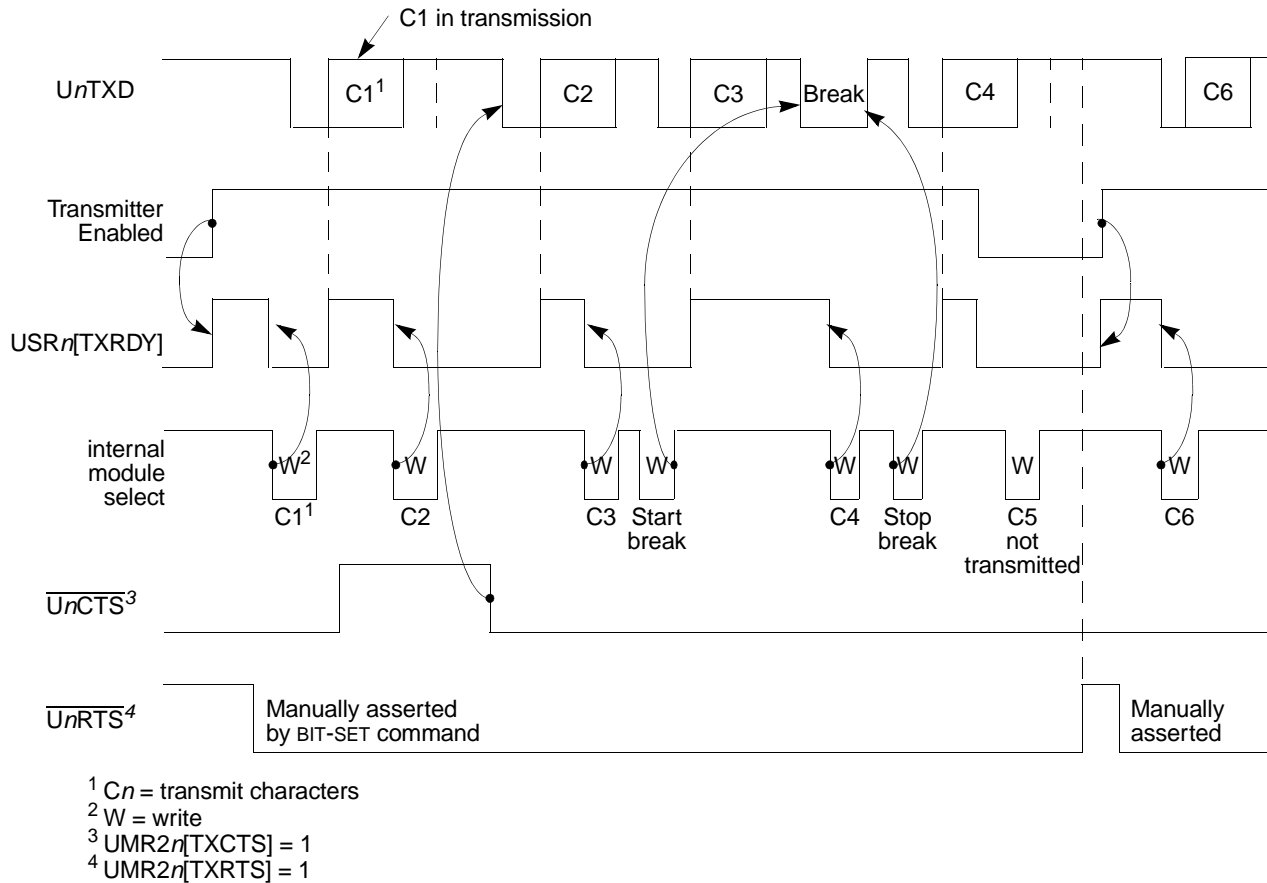 C1 in transmission
UnTXD
C1¹
C2
C3
Break
C4
C6
Transmitter
Enabled
USRn[TXRDY]
internal
module
select
W²
W
W
W
W
W
W
W
C1¹
C2
C3
Start
break
C4
Stop
break
C5
not
transmitted
C6
UnCTS³
UnRTS⁴
Manually asserted
by BIT-SET command
Manually
asserted
¹ Cn = transmit characters
² W = write
³ UMR2n[TXCTS] = 1
⁴ UMR2n[TXRTS] = 1